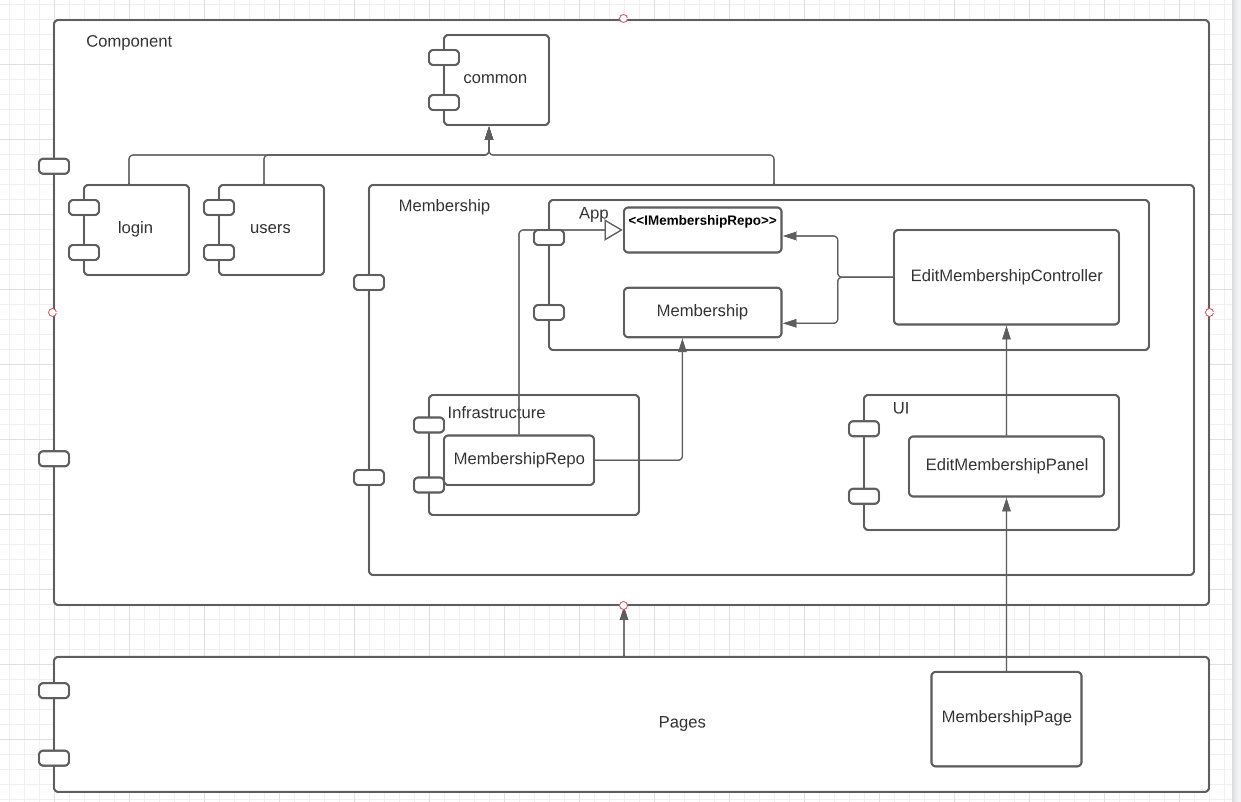 Component
common
login
users
Membership
App
<<IMembershipRepo>>
EditMembershipController
Membership
Infrastructure
MembershipRepo
UI
EditMembershipPanel
Pages
MembershipPage